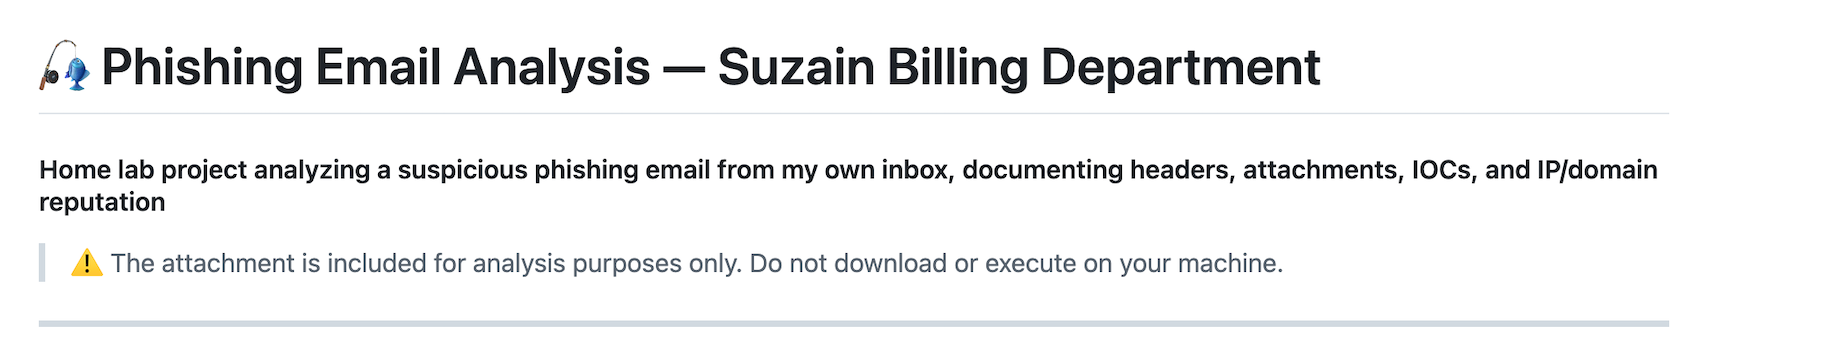 🎣 Phishing Email Analysis — Suzain Billing Department
Home lab project analyzing a suspicious phishing email from my own inbox, documenting headers, attachments, IOCs, and IP/domain
reputation
⚠️ The attachment is included for analysis purposes only. Do not download or execute on your machine.